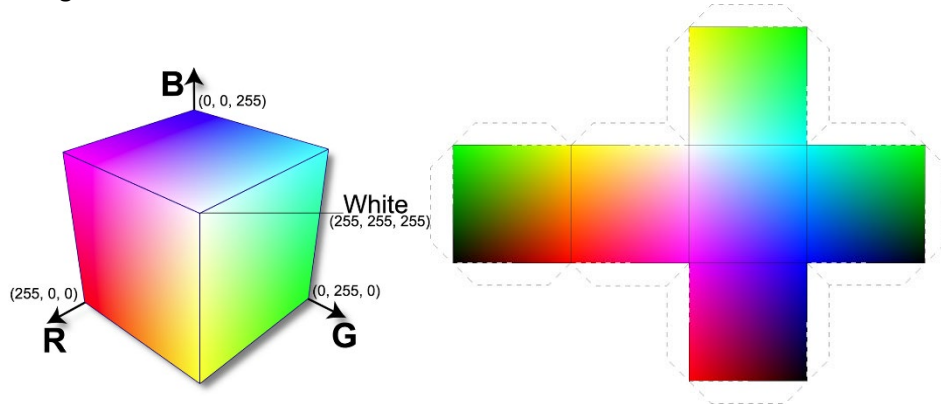 B
(0, 0, 255)
White
(255, 255, 255)
(255, 0, 0)
(0, 255, 0)
R
G